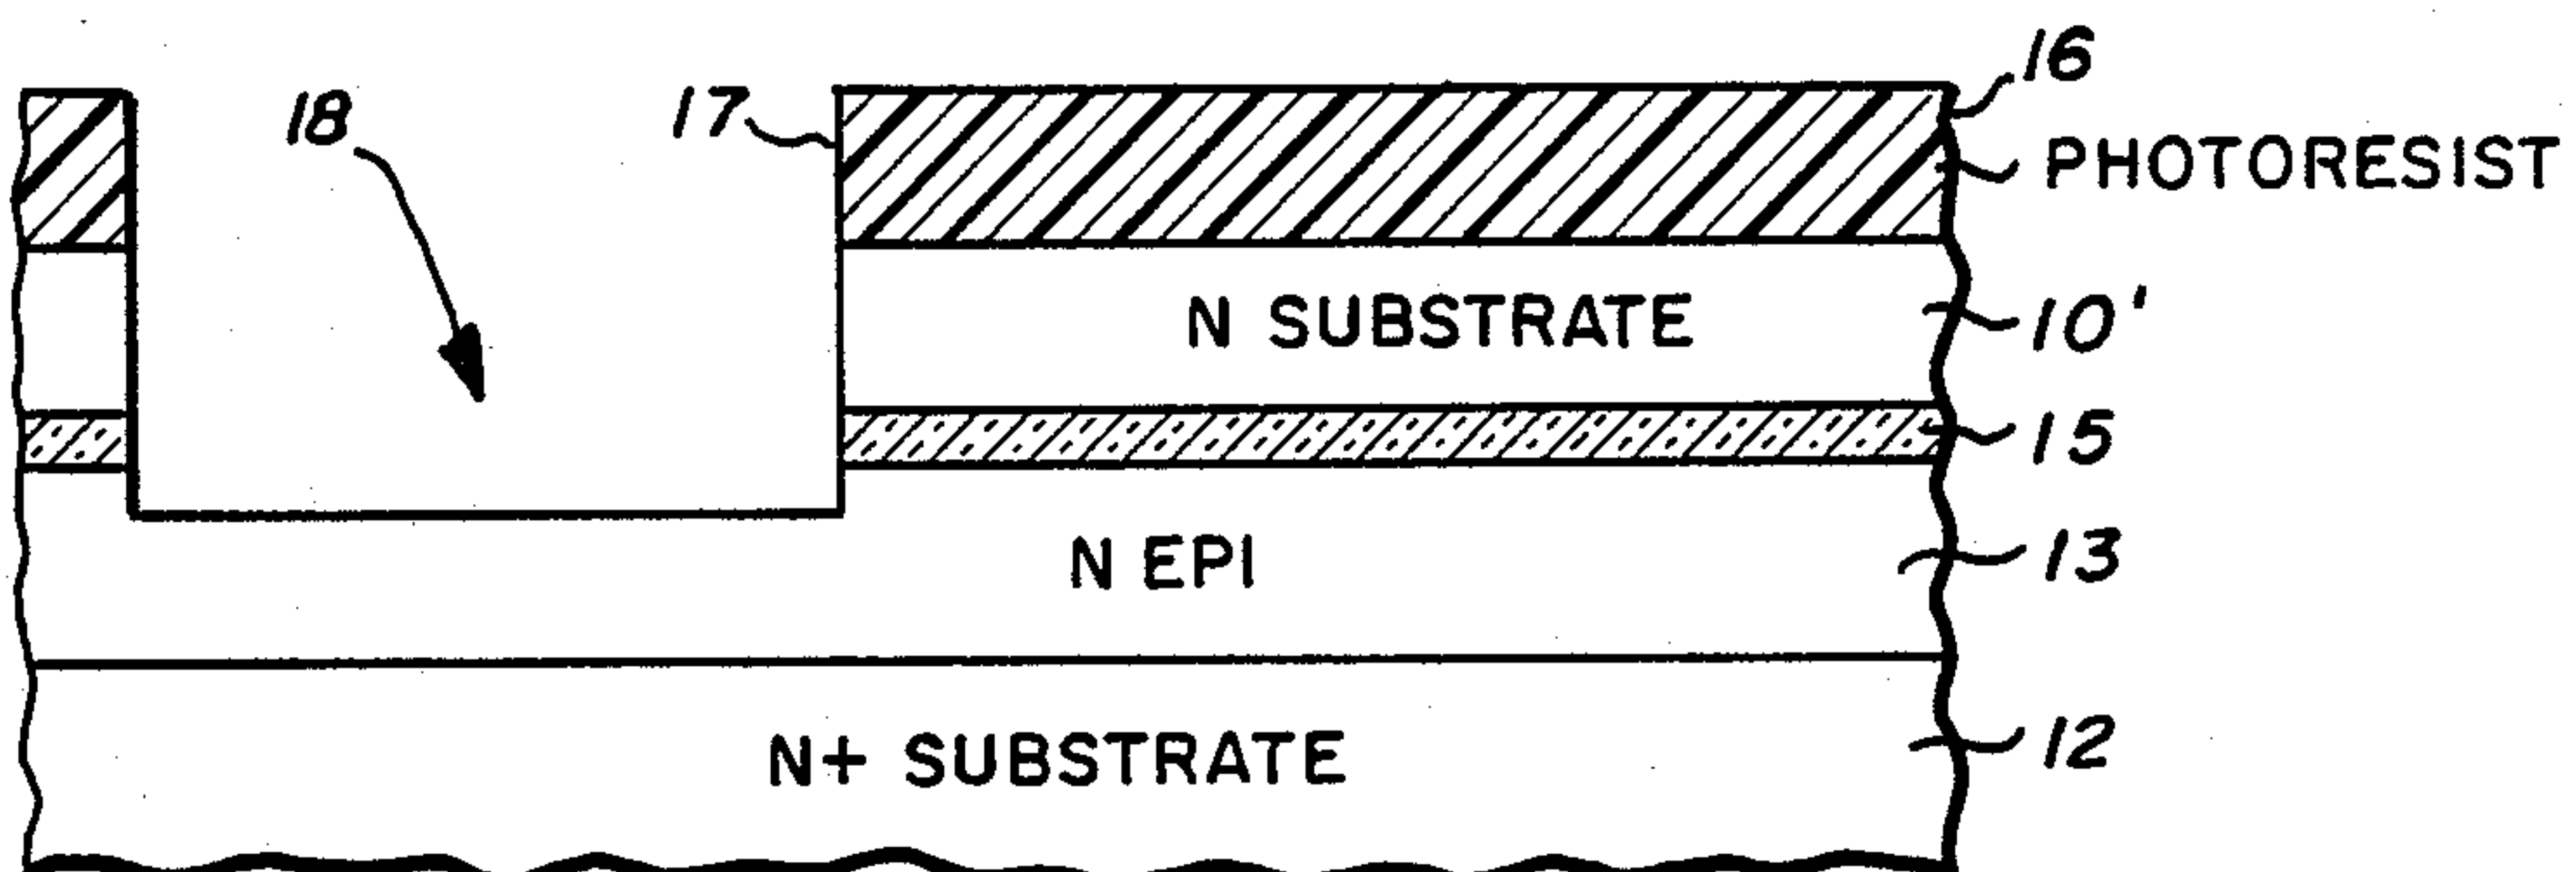 16
18
17
PHOTORESIST
N SUBSTRATE
10'
15
N EPI
13
N+ SUBSTRATE
12